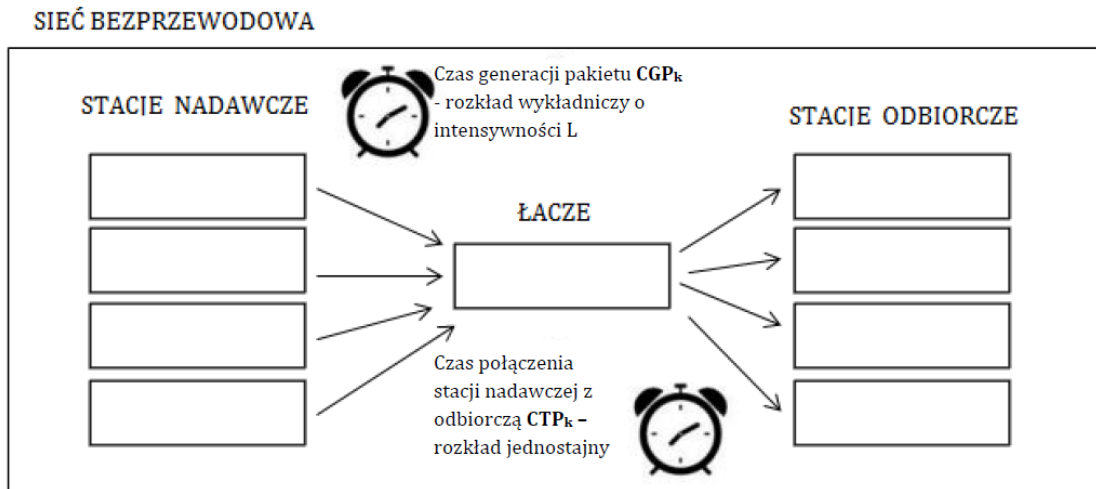 SIEĆ BEZPRZEWODOWA
STACJE NADAWCZE
Czas generacji pakietu CGPk
- rozkład wykładniczy o
intensywności L
STACJE ODBIORCZE
ŁACZE
Czas połączenia
stacji nadawczej z
odbiorczą CTPk –
rozkład jednostajny